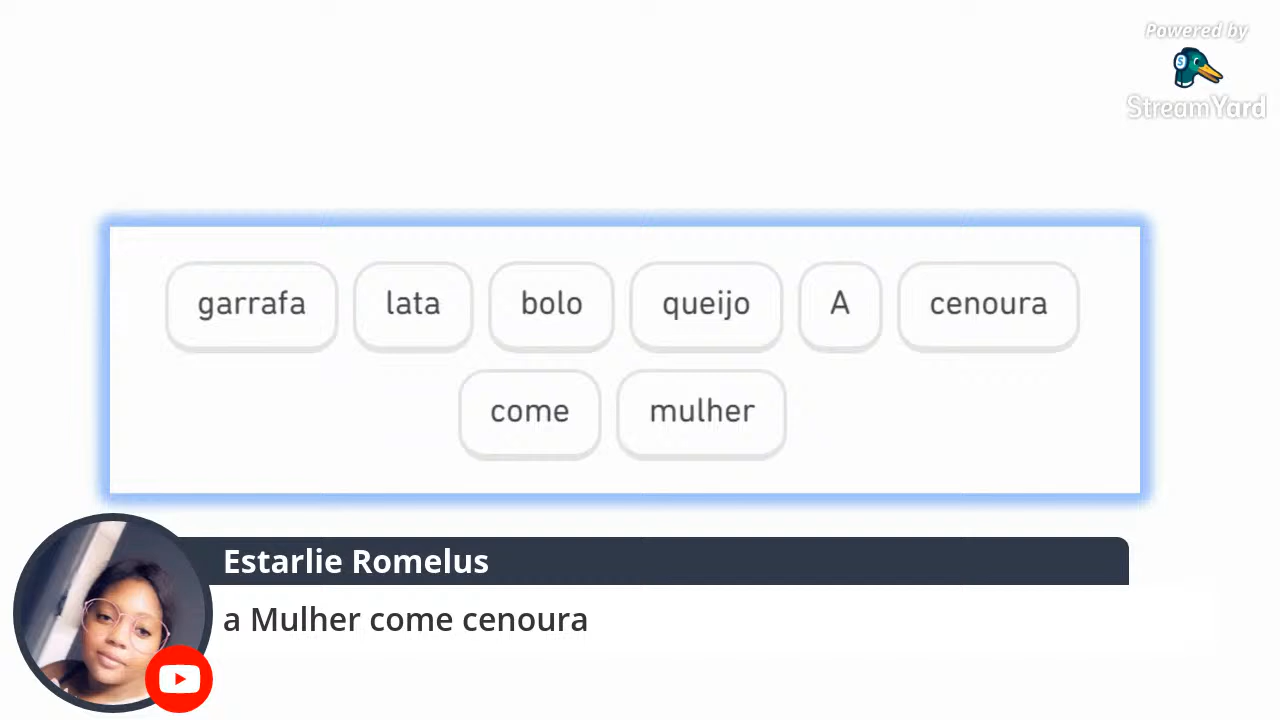 Powered by
StreamYard
garrafa lata bolo queijo A cenoura
come mulher
Estarlie Romelus
a Mulher come cenoura